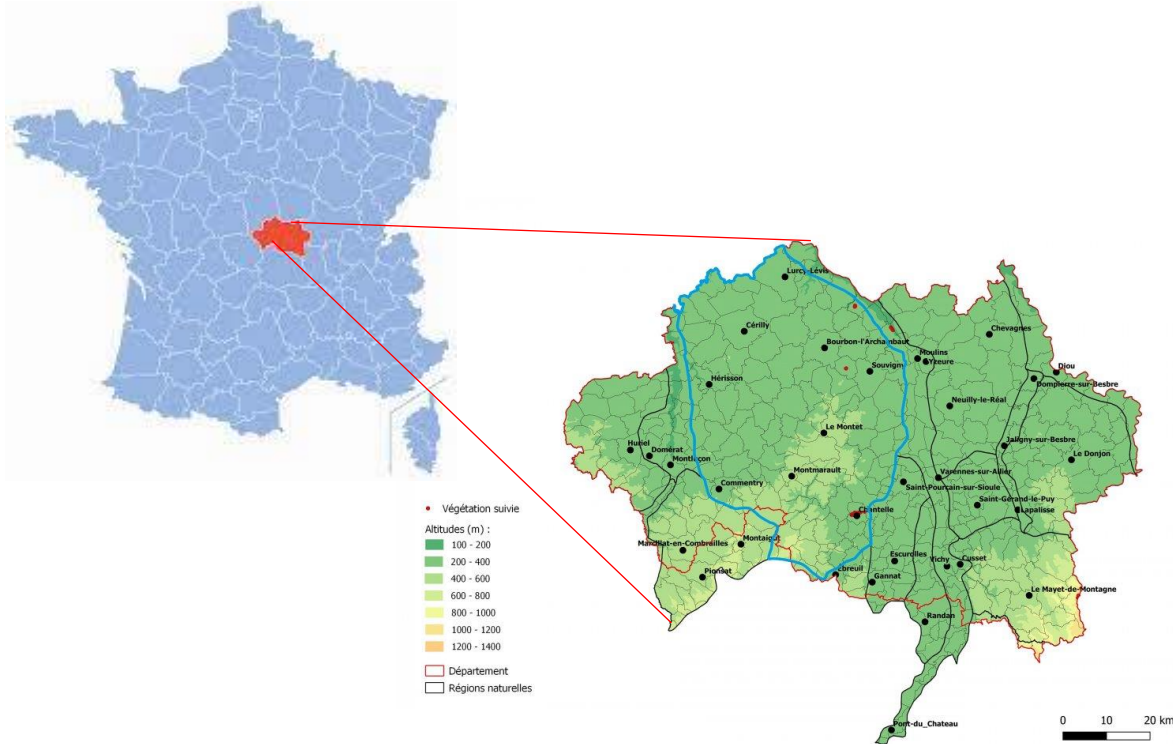 Lurcy-Lévis
Cérilly
Chevagnes
Bourbon-l'Archambaut
Moulins
Yzeure
Souvign
Diou
Dompierre-sur-Besbre
Hérisson
Neuilly-le-Réal
Le Montet
Huriel
Domérat
Montluçon
Jaligny-sur-Besbre
Le Donjon
Montmarault
Commentry
Varennes-sur-Allier
Saint-Pourçain-sur-Sioule
Saint-Gérand-le-Puy
Lapalisse
Chantelle
Végétation suivie
Altitudes (m) :
100 - 200
200 - 400
400 - 600
600 - 800
800 - 1000
1000 - 1200
1200 - 1400
Département
Régions naturelles
Montaigut
Marcillat-en-Combrailles
Pionsat
Ebreuil
Escurolles
Vichy
Cusset
Gannat
Le Mayet-de-Montagne
Randan
Pont-du_Chateau
0 10 20 km